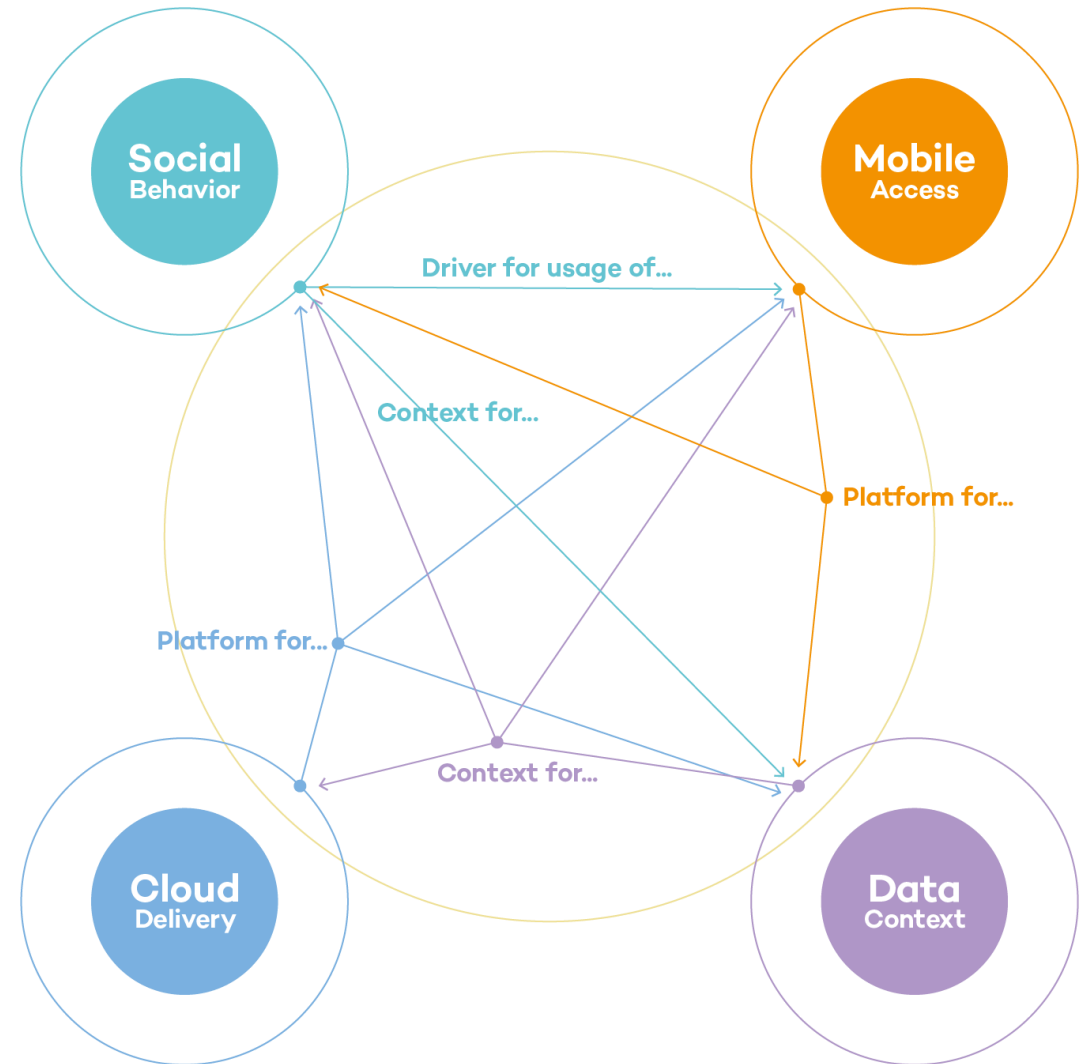 Social
Behavior
Mobile
Access
Driver for usage of...
Context for...
Platform for...
Platform for...
Context for...
Cloud
Delivery
Data
Context